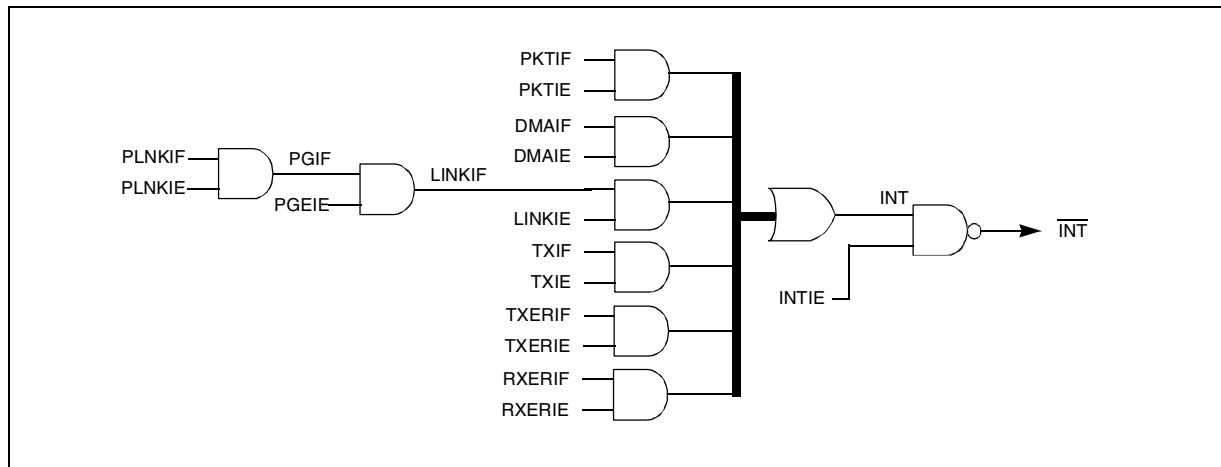 PKTIF
PKTIE
DMAIF
DMAIE
PLNKIF
PLNKIE
PGIF
PGEIE
LINKIF
LINKIE
TXIF
TXIE
TXERIF
TXERIE
RXERIF
RXERIE
INT
INTIE
INT